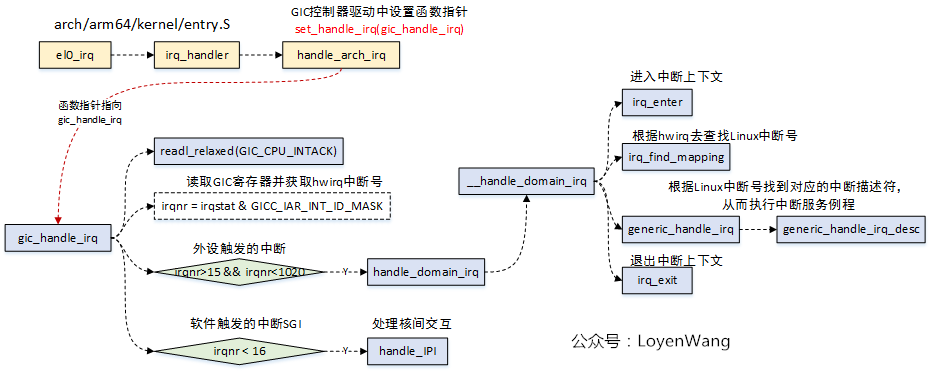 arch/arm64/kernel/entry.S
GIC控制器驱动中设置函数指针
set_handle_irq(gic_handle_irq)
el0_irq
irq_handler
handle_arch_irq
函数指针指向
gic_handle_irq
readl_relaxed(GIC_CPU_INTACK)
读取GIC寄存器并获取hwirq中断号
irqnr = irqstat & GICC_IAR_INT_ID_MASK
gic_handle_irq
外设触发的中断
irqnr>15 && irqnr<1020
Y
handle_domain_irq
软件触发的中断SGI
irqnr < 16
Y
处理核间交互
handle_IPI
__handle_domain_irq
进入中断上下文
irq_enter
根据hwirq去查找Linux中断号
irq_find_mapping
根据Linux中断号找到对应的中断描述符，
从而执行中断服务例程
generic_handle_irq
generic_handle_irq_desc
退出中断上下文
irq_exit
公众号：LoyenWang